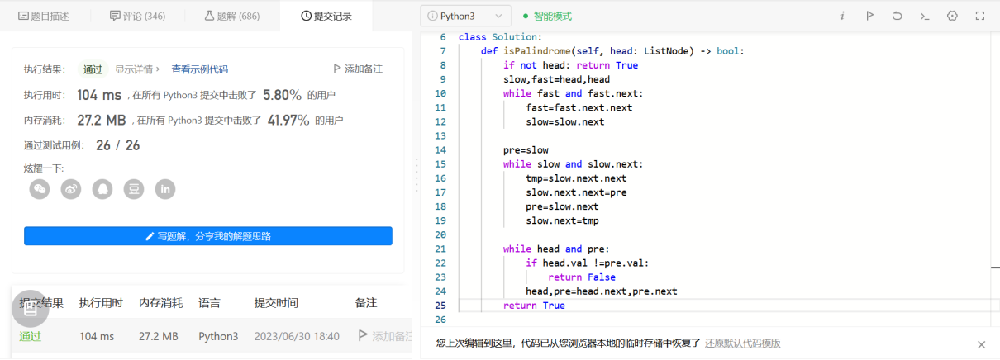 题目描述 评论 (346) 题解 (686) 提交记录
执行结果： 通过 显示详情 › 查看示例代码 添加备注
执行用时： 104 ms , 在所有 Python3 提交中击败了 5.80% 的用户
内存消耗： 27.2 MB , 在所有 Python3 提交中击败了 41.97% 的用户
通过测试用例： 26 / 26
炫耀一下:
in
写题解，分享我的解题思路
提交结果 执行用时 内存消耗 语言 提交时间 备注
通过 104 ms 27.2 MB Python3 2023/06/30 18:40 添加备注
Python3 智能模式
6 class Solution:
7 def isPalindrome(self, head: ListNode) -> bool:
8 if not head: return True
9 slow,fast=head,head
10 while fast and fast.next:
11 fast=fast.next.next
12 slow=slow.next
13
14 pre=slow
15 while slow and slow.next:
16 tmp=slow.next.next
17 slow.next.next=pre
18 pre=slow.next
19 slow.next=tmp
20
21 while head and pre:
22 if head.val !=pre.val:
23 return False
24 head,pre=head.next,pre.next
25 return True
26
您上次编辑到这里，代码已从您浏览器本地的临时存储中恢复了 还原默认代码模版